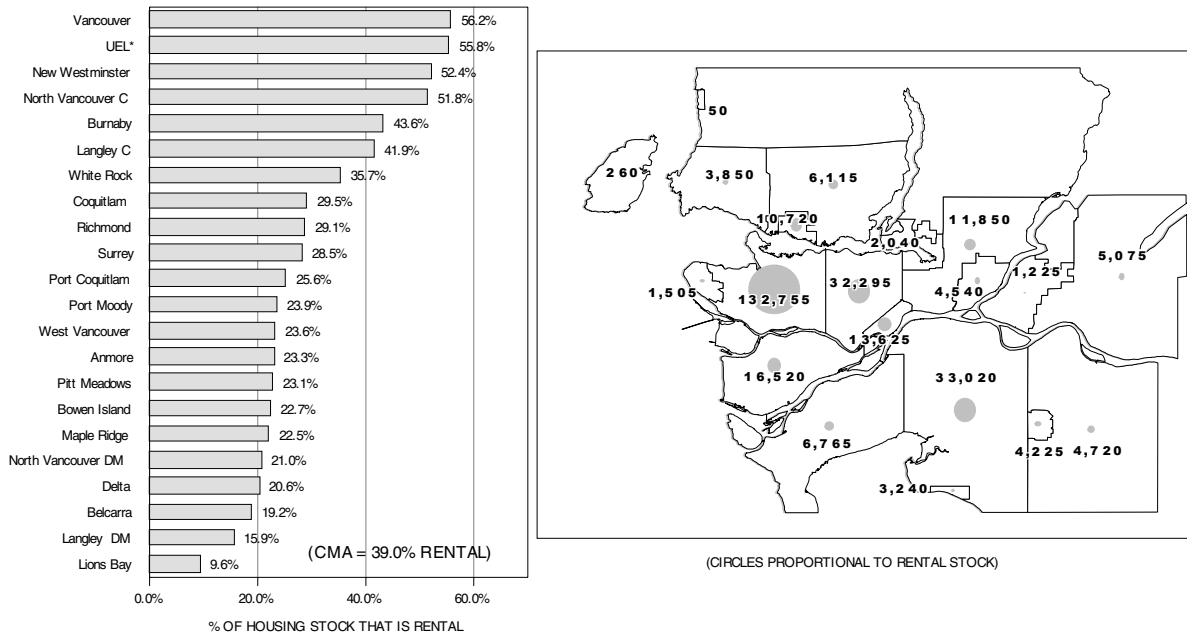 Vancouver 56.2%
UEL* 55.8%
New Westminster 52.4%
North Vancouver C 51.8%
Burnaby 43.6%
Langley C 41.9%
White Rock 35.7%
Coquitlam 29.5%
Richmond 29.1%
Surrey 28.5%
Port Coquitlam 25.6%
Port Moody 23.9%
West Vancouver 23.6%
Anmore 23.3%
Pitt Meadows 23.1%
Bowen Island 22.7%
Maple Ridge 22.5%
North Vancouver DM 21.0%
Delta 20.6%
Belcarra 19.2%
Langley DM 15.9%
Lions Bay 9.6%
(CMA = 39.0% RENTAL)
0.0% 20.0% 40.0% 60.0%
% OF HOUSING STOCK THAT IS RENTAL
50
260
3,850
6,115
10,720
2,040
11,850
5,075
1,225
1,505
132,755
32,295
4,540
13,625
16,520
33,020
6,765
4,225
4,720
3,240
(CIRCLES PROPORTIONAL TO RENTAL STOCK)